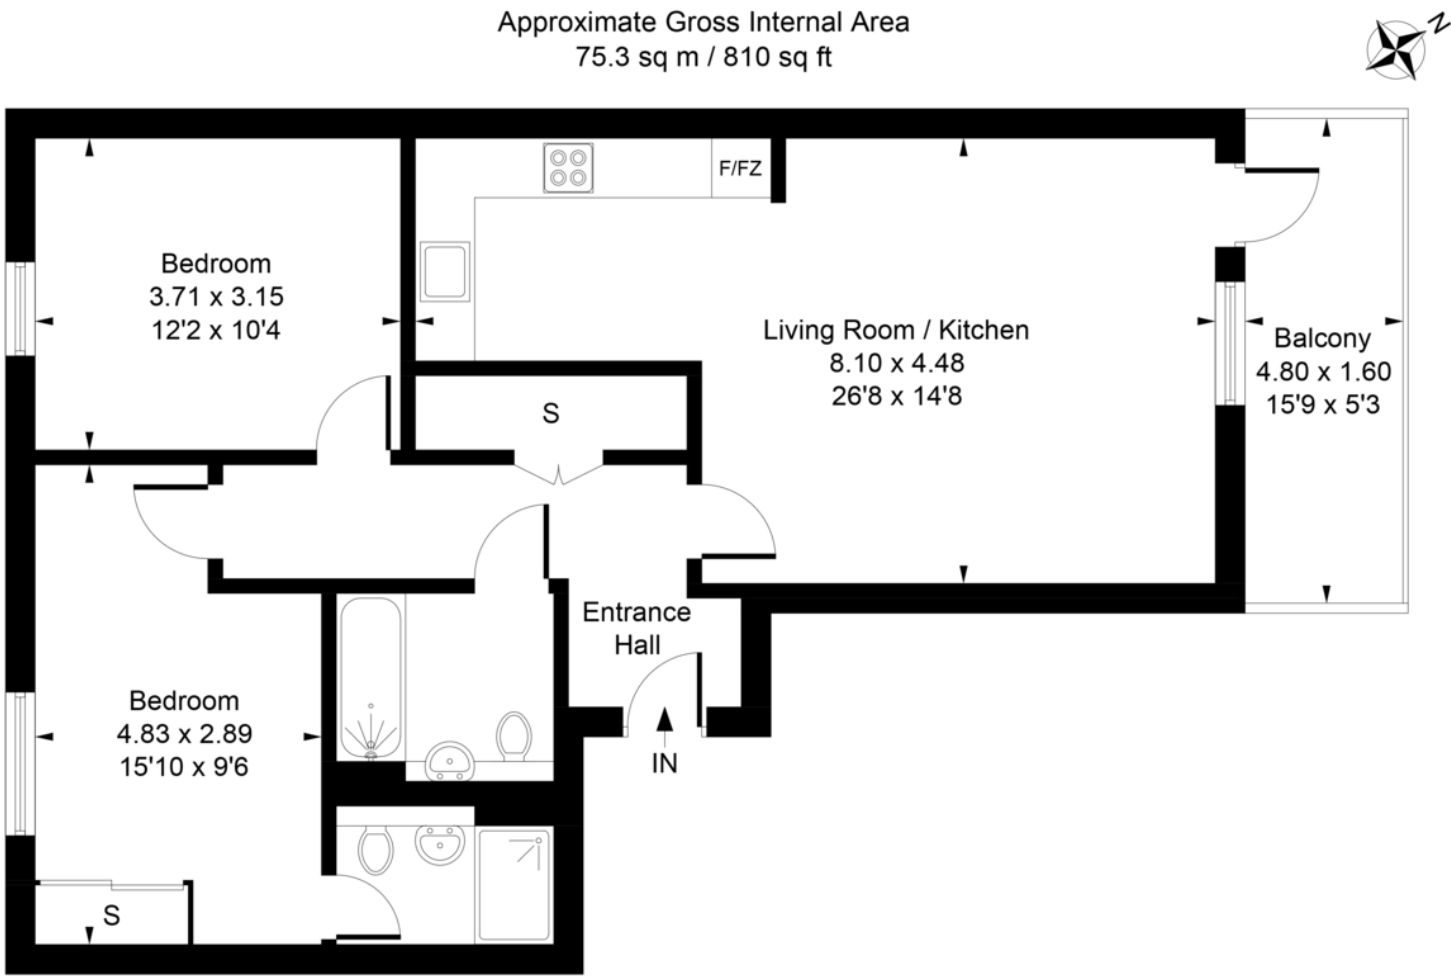 Approximate Gross Internal Area
75.3 sq m / 810 sq ft
N
F/FZ
Bedroom
3.71 x 3.15
12'2 x 10'4
Living Room / Kitchen
8.10 x 4.48
26'8 x 14'8
Balcony
4.80 x 1.60
15'9 x 5'3
S
Entrance
Hall
Bedroom
4.83 x 2.89
15'10 x 9'6
IN
S